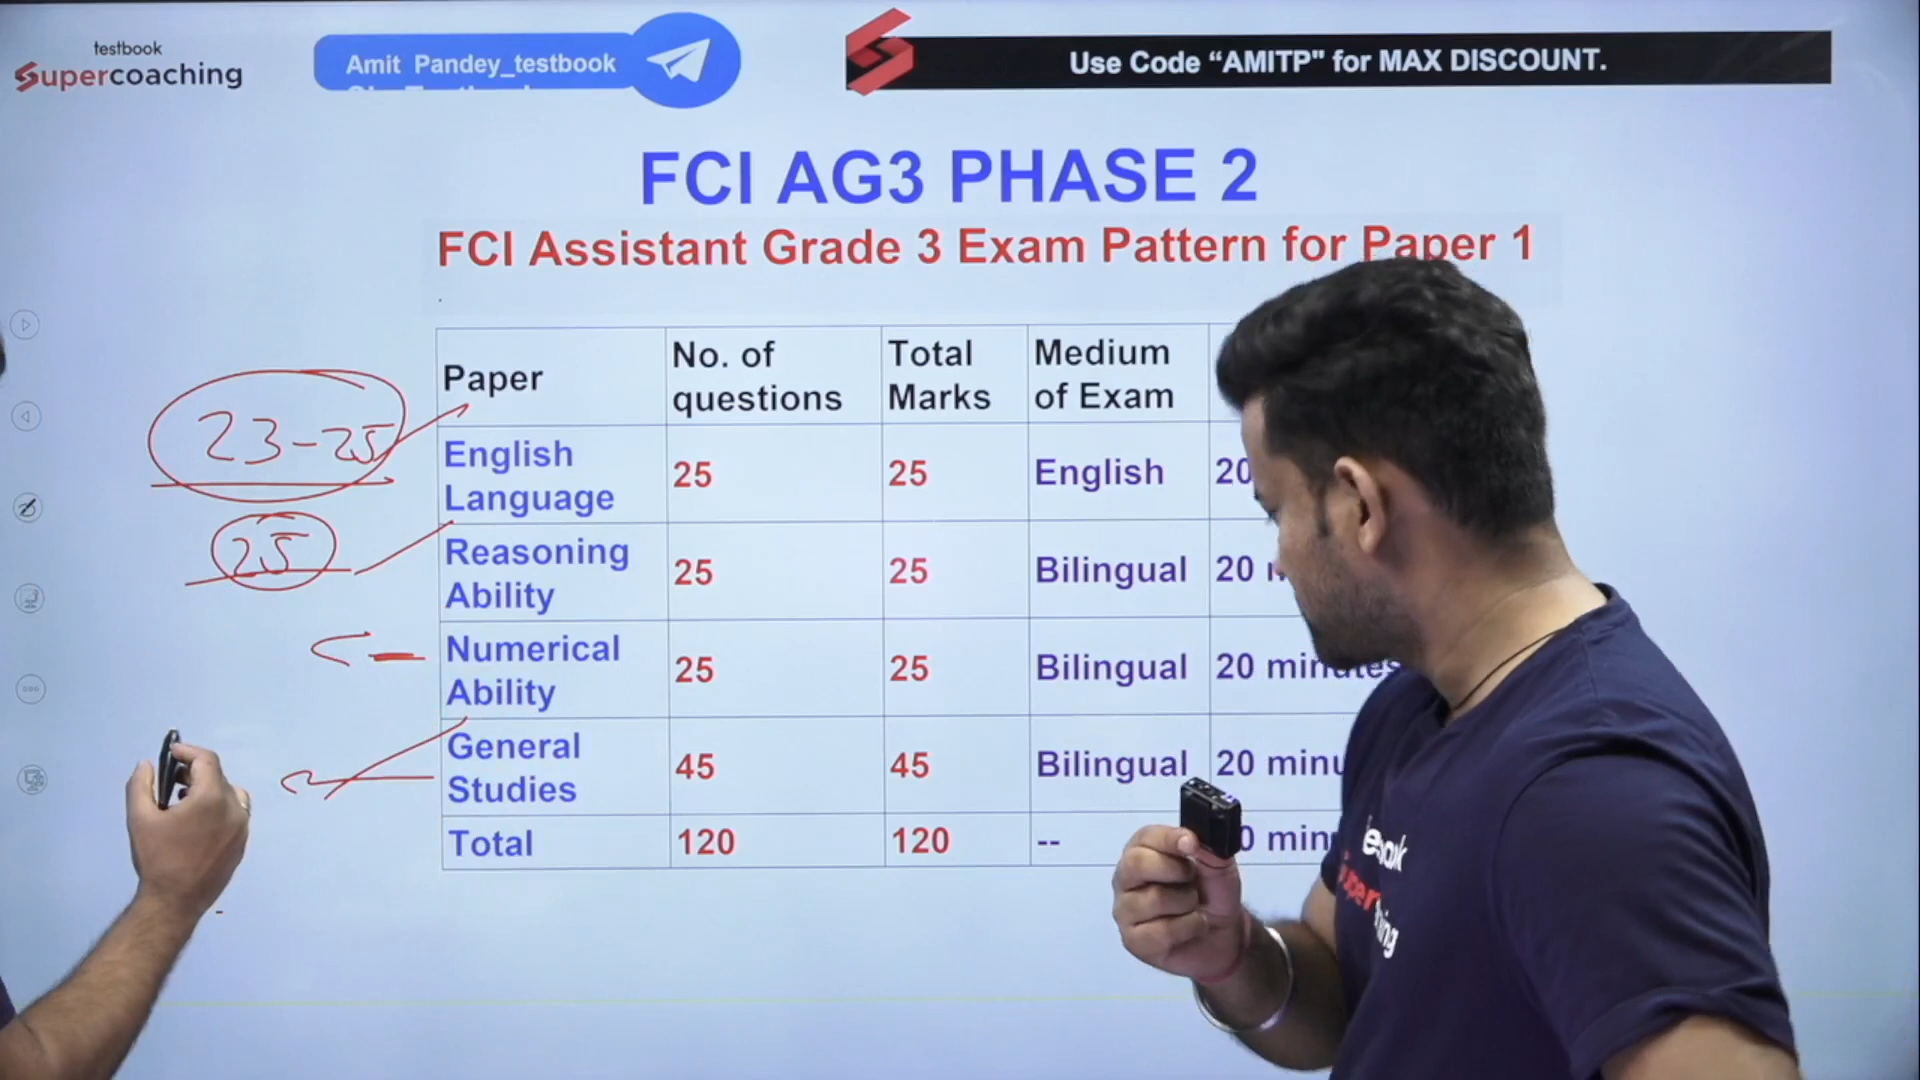 testbook
Supercoaching
Amit Pandey_testbook
Use Code “AMITP" for MAX DISCOUNT.
FCI AG3 PHASE 2
FCI Assistant Grade 3 Exam Pattern for Paper 1
Paper
No. of questions
Total Marks
Medium of Exam
English Language
25
25
English
20
Reasoning Ability
25
25
Bilingual
20
Numerical Ability
25
25
Bilingual
20 minutes
General Studies
45
45
Bilingual
20 minu
Total
120
120
--
0 min
23-25
25